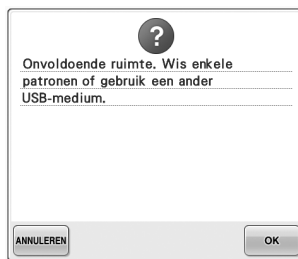 ?
Onvoldoende ruimte. Wis enkele
patronen of gebruik een ander
USB-medium.
ANNULEREN
OK